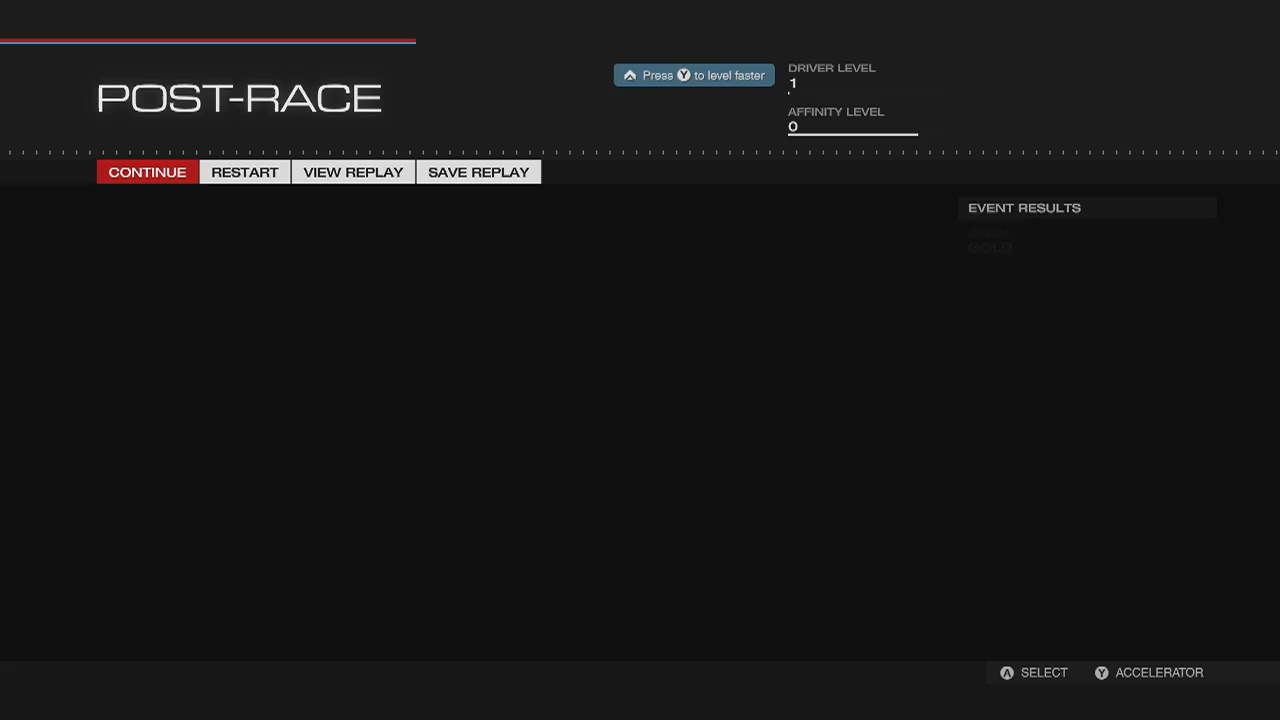 POST-RACE
Press Y to level faster
DRIVER LEVEL
1
AFFINITY LEVEL
0
CONTINUE
RESTART
VIEW REPLAY
SAVE REPLAY
EVENT RESULTS
GOLD
A SELECT
Y ACCELERATOR